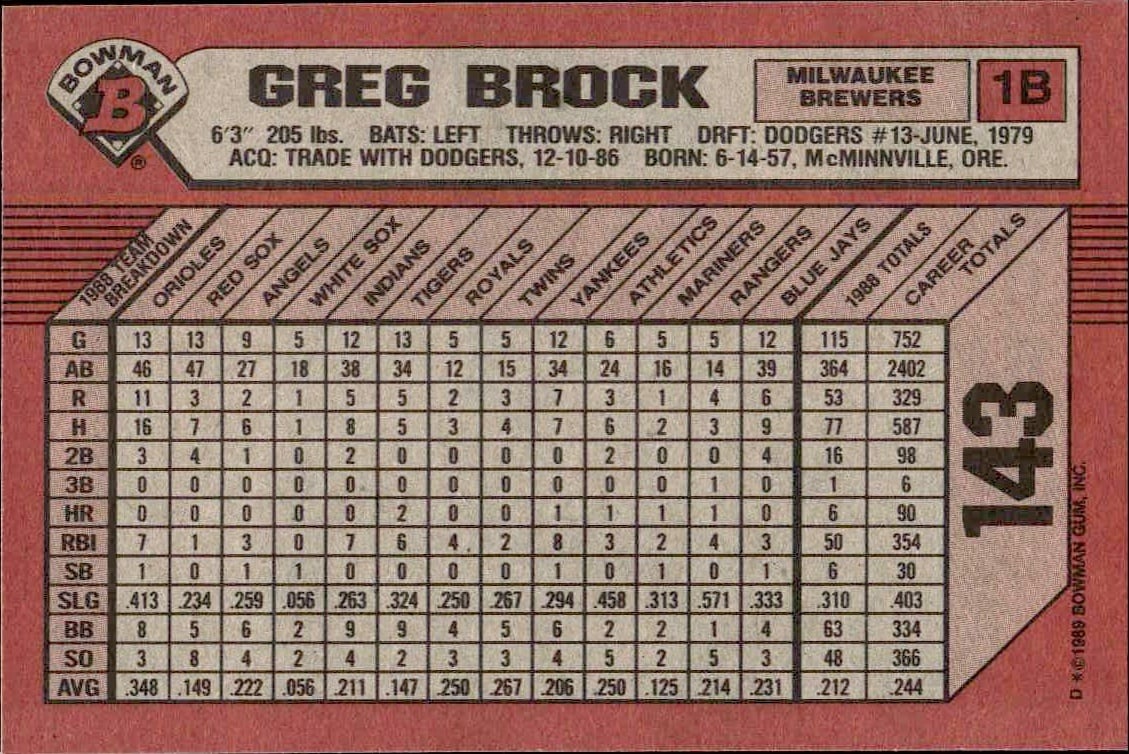 BOWMAN
B
®
GREG BROCK
MILWAUKEE
BREWERS
1B
6'3" 205 lbs. BATS: LEFT THROWS: RIGHT DRFT: DODGERS #13-JUNE, 1979
ACQ: TRADE WITH DODGERS, 12-10-86 BORN: 6-14-57, McMINNVILLE, ORE.
1988 TEAM
BREAKDOWN
ORIOLES
RED SOX
ANGELS
WHITE SOX
INDIANS
TIGERS
ROYALS
TWINS
YANKEES
ATHLETICS
MARINERS
RANGERS
BLUE JAYS
1988 TOTALS
CAREER
TOTALS
G 13 13 9 5 12 13 5 5 12 6 5 5 12 115 752
AB 46 47 27 18 38 34 12 15 34 24 16 14 39 364 2402
R 11 3 2 1 5 5 2 3 7 3 1 4 6 53 329
H 16 7 6 1 8 5 3 4 7 6 2 3 9 77 587
2B 3 4 1 0 2 0 0 0 0 2 0 0 4 16 98
3B 0 0 0 0 0 0 0 0 0 0 0 1 0 1 6
HR 0 0 0 0 0 2 0 0 1 1 1 1 0 6 90
RBI 7 1 3 0 7 6 4 2 8 3 2 4 3 50 354
SB 1 0 1 1 0 0 0 0 1 0 1 0 1 6 30
SLG .413 .234 .259 .056 .263 .324 .250 .267 .294 .458 .313 .571 .333 .310 .403
BB 8 5 6 2 9 9 4 5 6 2 2 1 4 63 334
SO 3 8 4 2 4 2 3 3 4 5 2 5 3 48 366
AVG .348 .149 .222 .056 .211 .147 .250 .267 .206 .250 .125 .214 .231 .212 .244
143
D *©1989 BOWMAN GUM, INC.